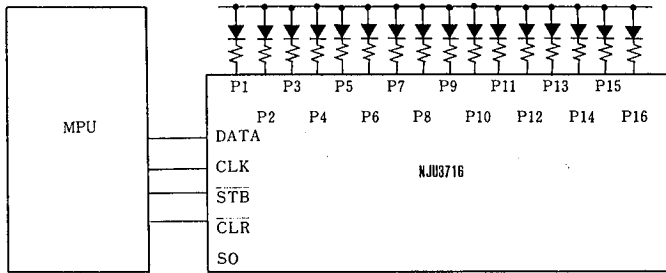 P1 P3 P5 P7 P9 P11 P13 P15
P2 P4 P6 P8 P10 P12 P14 P16
MPU
DATA
CLK
NJU3716
STB
CLR
SO